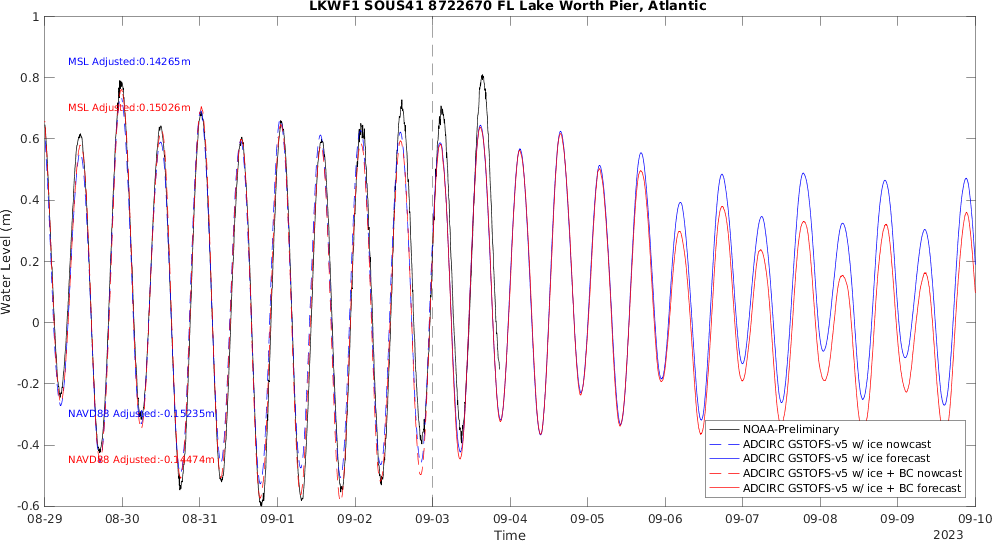 LKWF1 SOUS41 8722670 FL Lake Worth Pier, Atlantic
1
0.8
0.6
0.4
0.2
0
-0.2
-0.4
-0.6
Water Level (m)
MSL Adjusted:0.14265m
MSL Adjusted:0.15026m
NAVD88 Adjusted:-0.15235m
NAVD88 Adjusted:-0.14474m
NOAA-Preliminary
ADCIRC GSTOFS-v5 w/ ice nowcast
ADCIRC GSTOFS-v5 w/ ice forecast
ADCIRC GSTOFS-v5 w/ ice + BC nowcast
ADCIRC GSTOFS-v5 w/ ice + BC forecast
08-29 08-30 08-31 09-01 09-02 09-03 09-04 09-05 09-06 09-07 09-08 09-09 09-10
Time
2023